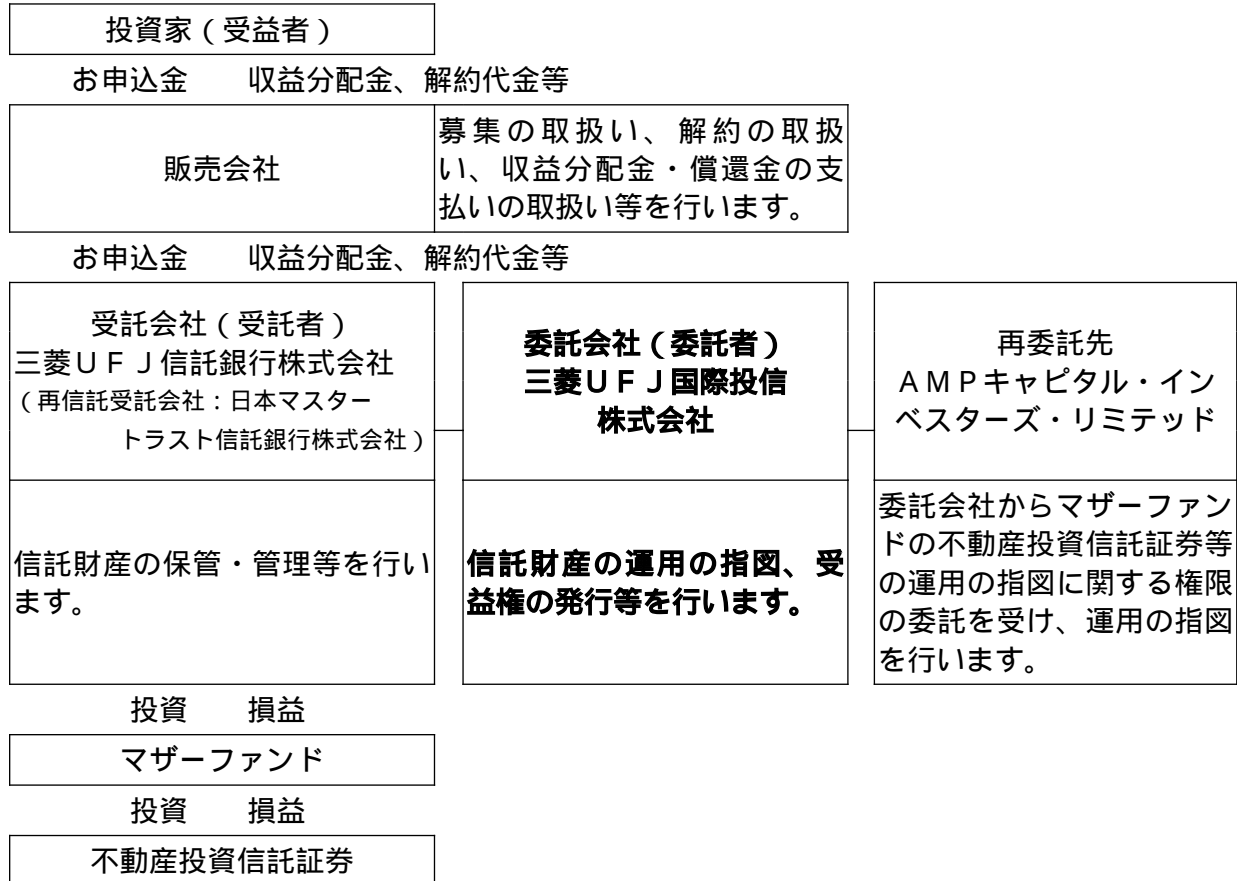 投資家（受益者）
お申込金　収益分配金、解約代金等
販売会社
募集の取扱い、解約の取扱
い、収益分配金・償還金の支
払いの取扱い等を行います。
お申込金　収益分配金、解約代金等
受託会社（受託者）
三菱ＵＦＪ信託銀行株式会社
（再信託受託会社：日本マスター
トラスト信託銀行株式会社）
委託会社（委託者）
三菱ＵＦＪ国際投信
株式会社
再委託先
ＡＭＰキャピタル・イン
ベスターズ・リミテッド
信託財産の保管・管理等を行い
ます。
信託財産の運用の指図、受
益権の発行等を行います。
委託会社からマザーファン
ドの不動産投資信託証券等
の運用の指図に関する権限
の委託を受け、運用の指図
を行います。
投資　損益
マザーファンド
投資　損益
不動産投資信託証券